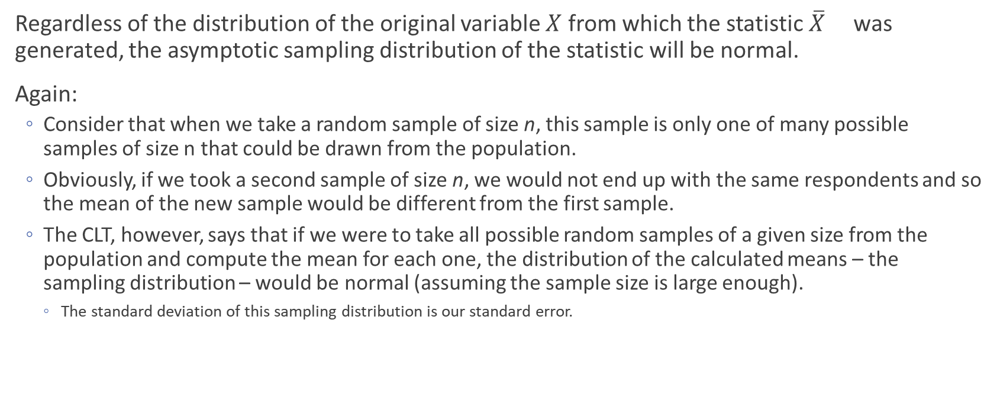 Regardless of the distribution of the original variable X from which the statistic X̄ was
generated, the asymptotic sampling distribution of the statistic will be normal.
Again:
◦ Consider that when we take a random sample of size n, this sample is only one of many possible
samples of size n that could be drawn from the population.
◦ Obviously, if we took a second sample of size n, we would not end up with the same respondents and so
the mean of the new sample would be different from the first sample.
◦ The CLT, however, says that if we were to take all possible random samples of a given size from the
population and compute the mean for each one, the distribution of the calculated means – the
sampling distribution – would be normal (assuming the sample size is large enough).
◦ The standard deviation of this sampling distribution is our standard error.